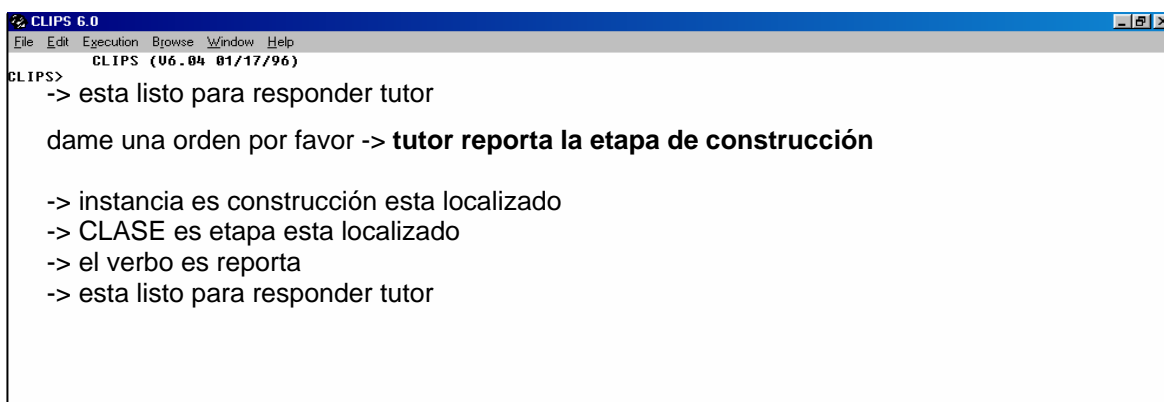 CLIPS 6.0
File Edit Execution Browse Window Help
CLIPS (V6.04 01/17/96)
CLIPS>
-> esta listo para responder tutor
dame una orden por favor -> tutor reporta la etapa de construcción
-> instancia es construcción esta localizado
-> CLASE es etapa esta localizado
-> el verbo es reporta
-> esta listo para responder tutor